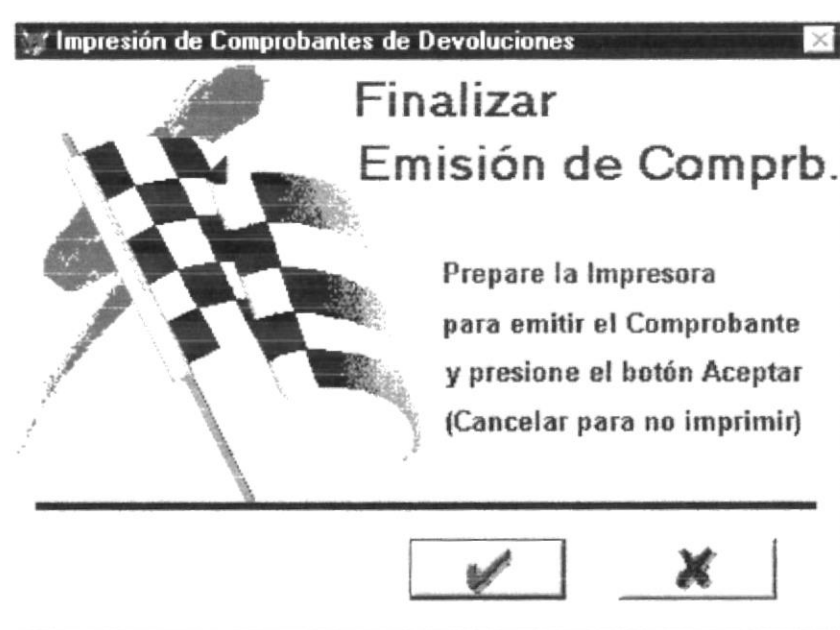 Impresión de Comprobantes de Devoluciones
Finalizar
Emisión de Comprb.
Prepare la Impresora
para emitir el Comprobante
y presione el botón Aceptar
(Cancelar para no imprimir)